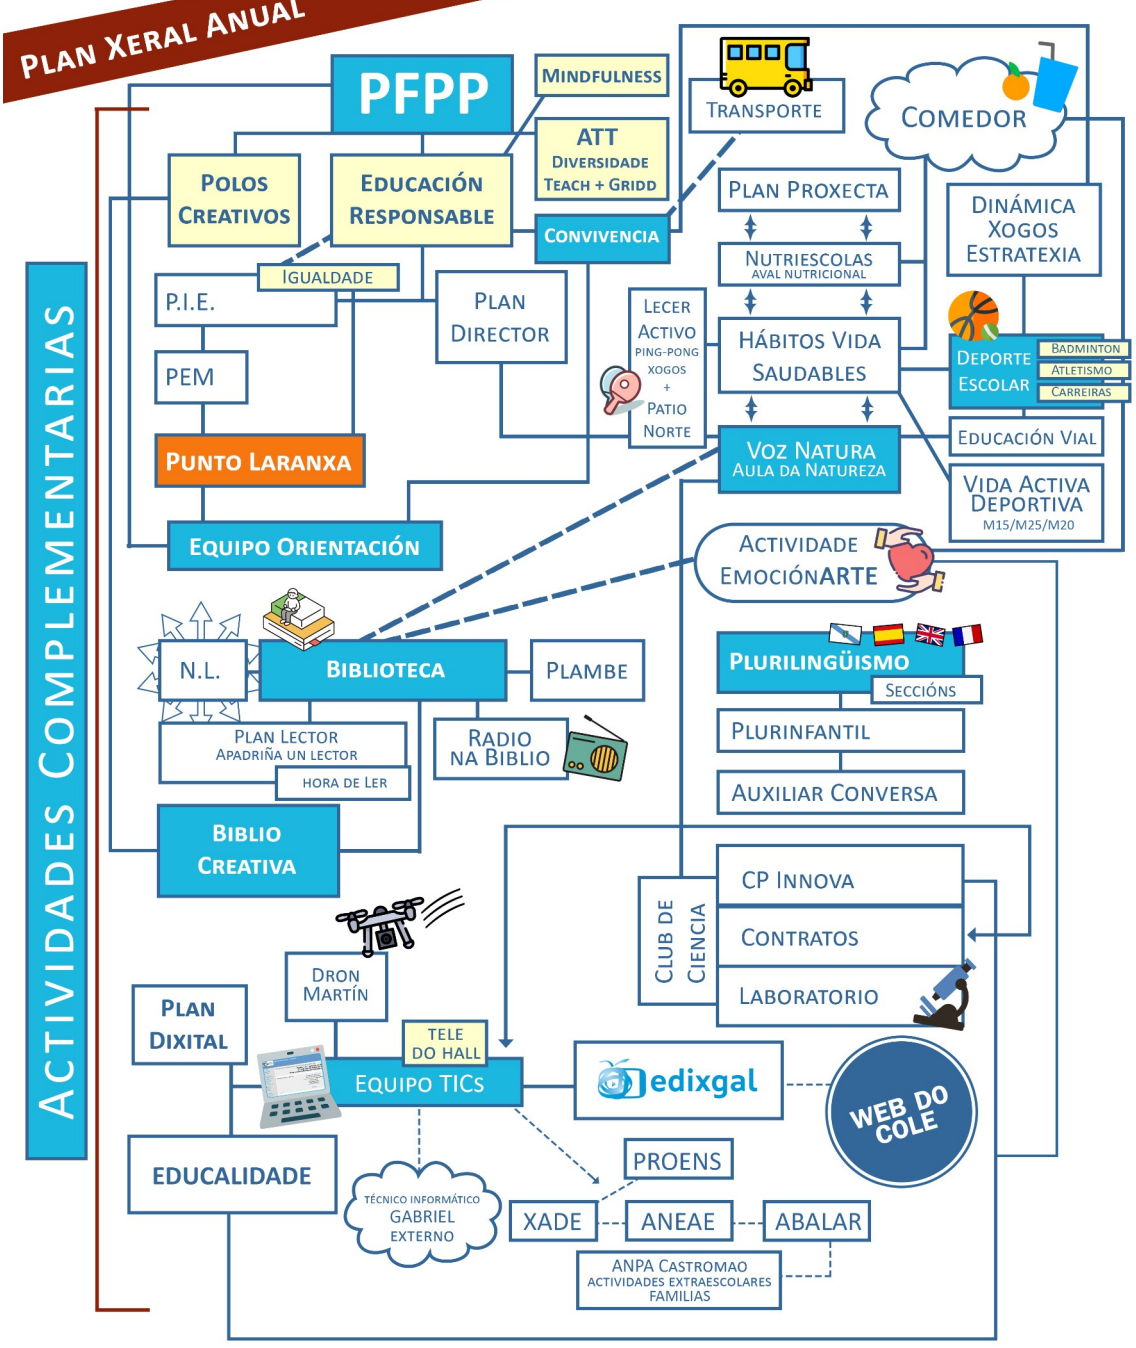 Plan Xeral Anual
Actividades Complementarias
PFPP
Mindfulness
ATT
Diversidade
Teach + Gridd
Polos
Creativos
Educación
Responsable
Convivencia
Transporte
Comedor
Plan Proxecta
Nutriescolas
aval nutricional
Dinámica
Xogos
Estratexia
Igualdade
P.I.E.
Plan
Director
PEM
Lecer
Activo
ping-pong
xogos
+
Patio
Norte
Hábitos Vida
Saudables
Deporte
Escolar
Badminton
Atletismo
Carreiras
Punto Laranxa
Voz Natura
Aula da Natureza
Educación Vial
Vida Activa
Deportiva
M15/M25/M20
Equipo Orientación
Actividade
EmociónARTE
N.L.
Biblioteca
Plambe
Plurilingüismo
Seccións
Plan Lector
Apadriña un lector
hora de Ler
Radio
na Biblio
Plurinfantil
Auxiliar Conversa
Biblio
Creativa
Club de
Ciencia
CP Innova
Contratos
Laboratorio
Dron
Martín
Plan
Dixital
tele
do hall
Equipo TICs
edixgal
WEB DO
COLE
EDUCALIDADE
Técnico informático
GABRIEL
EXTERNO
PROENS
XADE
ANEAE
ABALAR
ANPA Castromao
actividades extraescolares
FAMILIAS